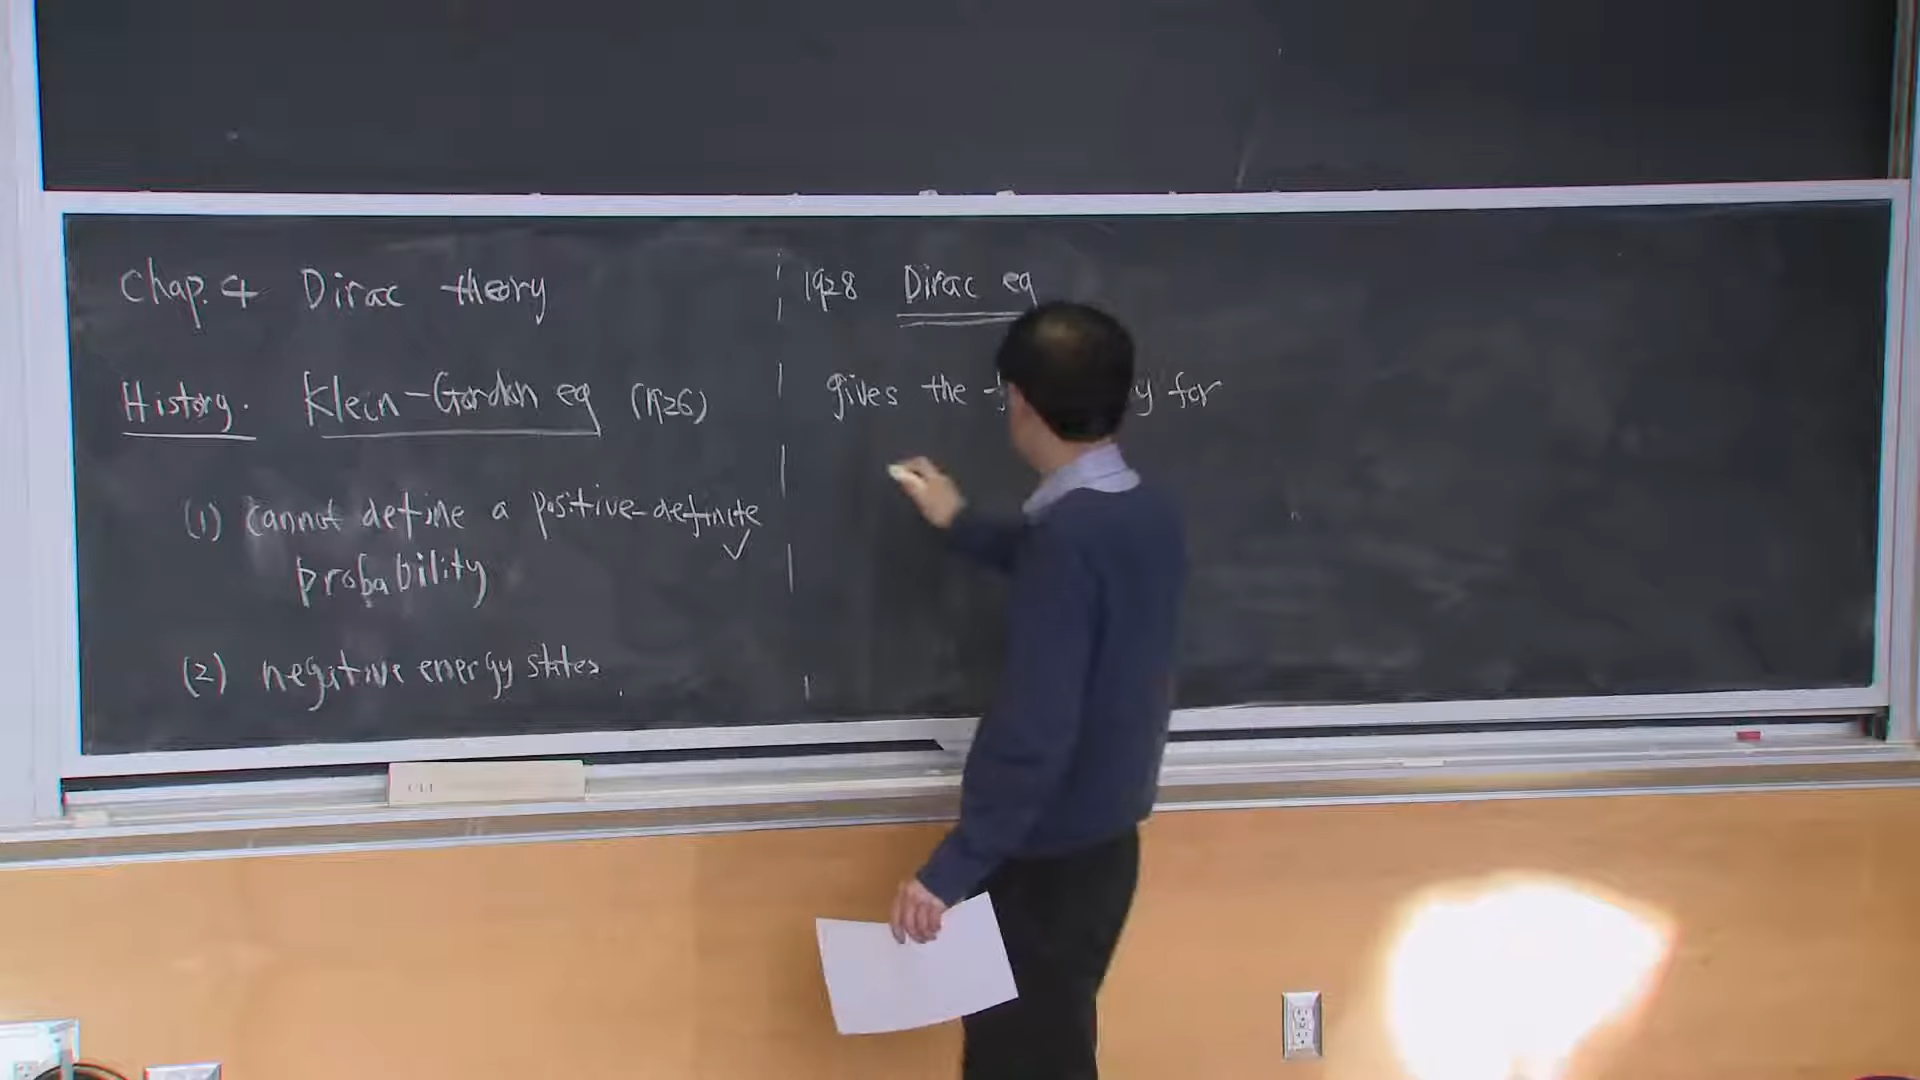 Chap. 4 Dirac theory
History. Klein-Gordon eq (1926)
(1) cannot define a positive-definite
probability
(2) negative energy states.
1928 Dirac eq
gives the for